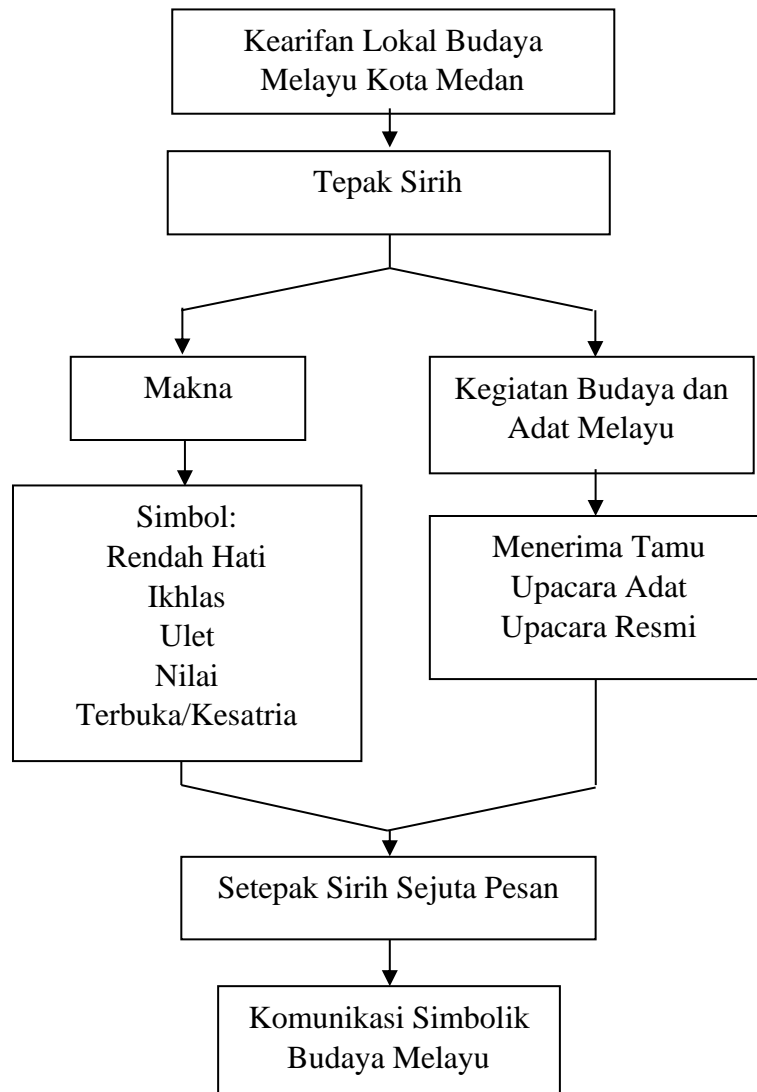 Kearifan Lokal Budaya
Melayu Kota Medan
Tepak Sirih
Makna
Kegiatan Budaya dan
Adat Melayu
Simbol:
Rendah Hati
Ikhlas
Ulet
Nilai
Terbuka/Kesatria
Menerima Tamu
Upacara Adat
Upacara Resmi
Setepak Sirih Sejuta Pesan
Komunikasi Simbolik
Budaya Melayu